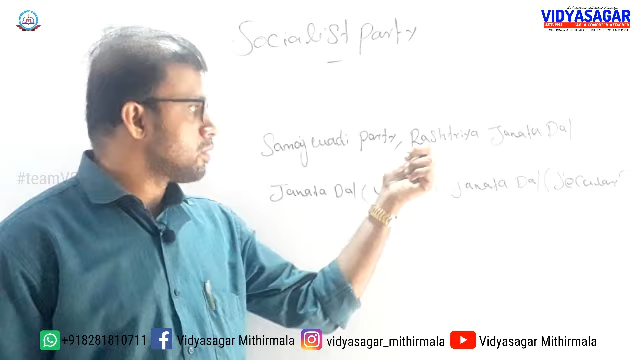 VIDYASAGAR
Socialist Party
Samajwadi party, Rashtriya Janata Dal
Janata Dal ( Janata Dal (Secular)
#teamV
+918281810711 Vidyasagar Mithirmala vidyasagar_mithirmala Vidyasagar Mithirmala